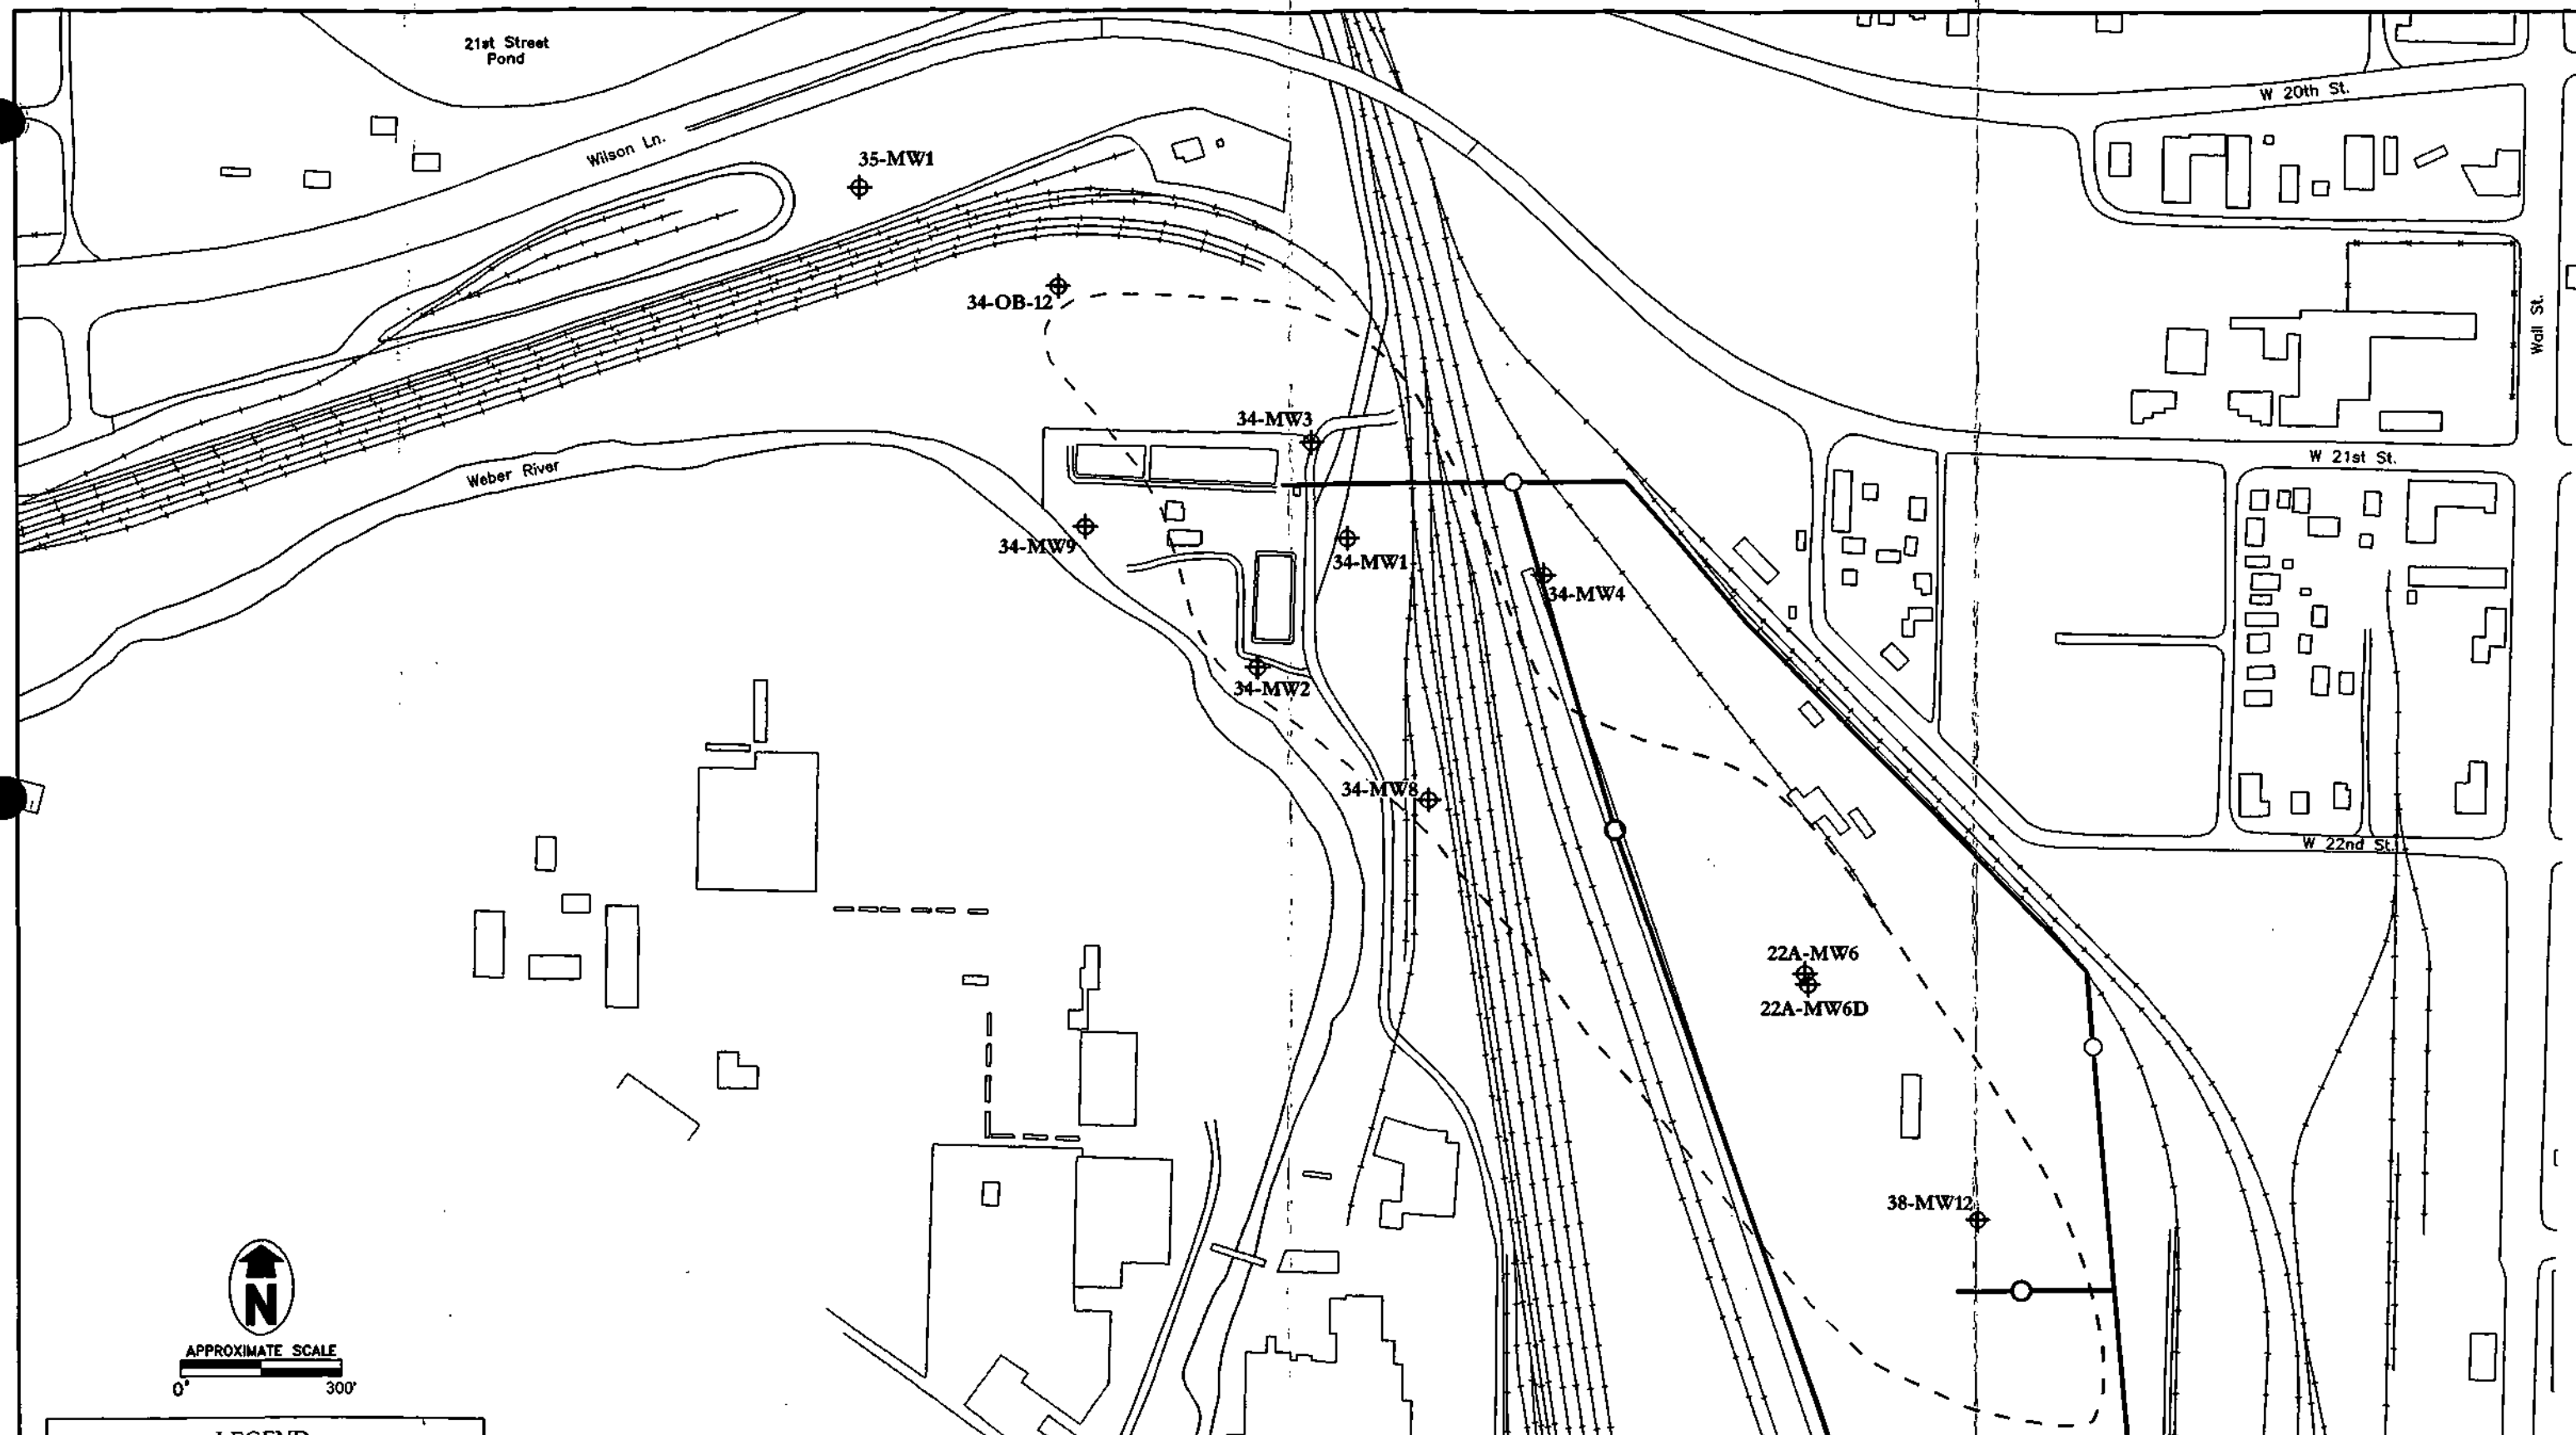 21st Street
Pond
W 20th St.
Wilson Ln.
35-MW1
34-OB-12
Wall St.
34-MW3
W 21st St.
Weber River
34-MW9
34-MW1
34-MW4
34-MW2
34-MW8
W 22nd St.
22A-MW6
22A-MW6D
38-MW12
N
APPROXIMATE SCALE
0' 300'
LEGEND